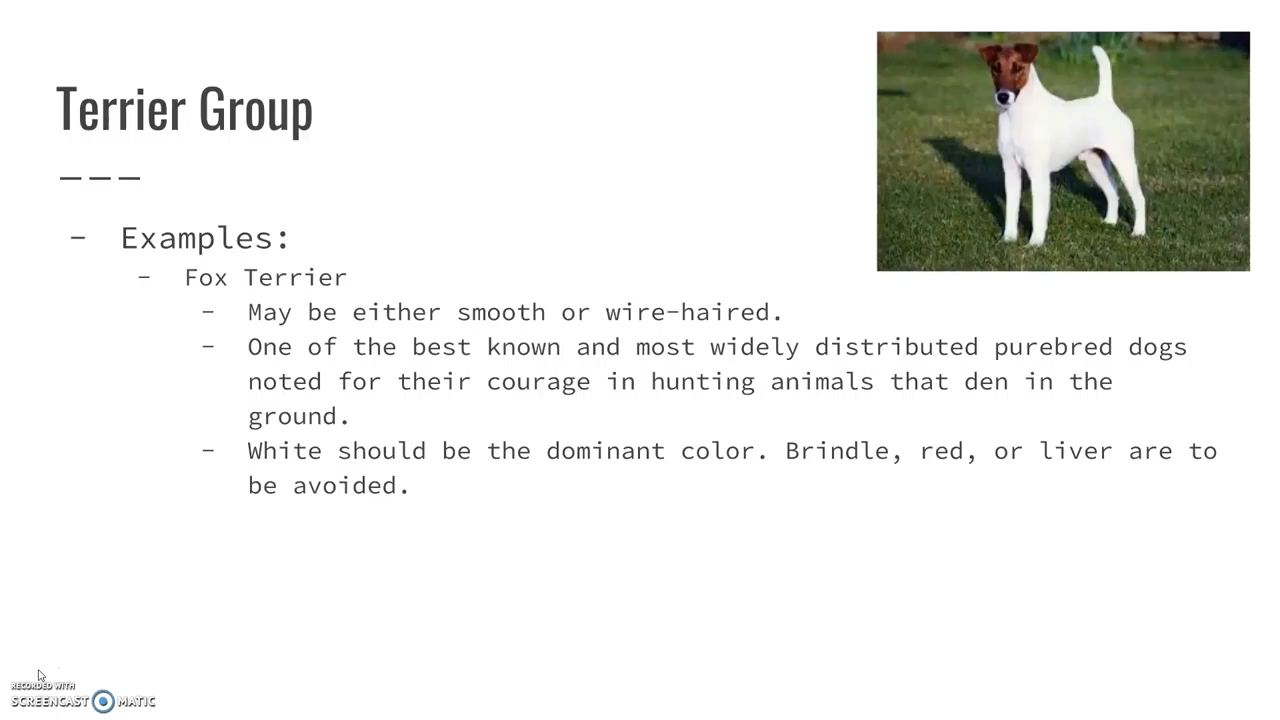 Terrier Group
- Examples:
- Fox Terrier
- May be either smooth or wire-haired.
- One of the best known and most widely distributed purebred dogs
noted for their courage in hunting animals that den in the
ground.
- White should be the dominant color. Brindle, red, or liver are to
be avoided.
RECORDED WITH
SCREENCAST MATIC